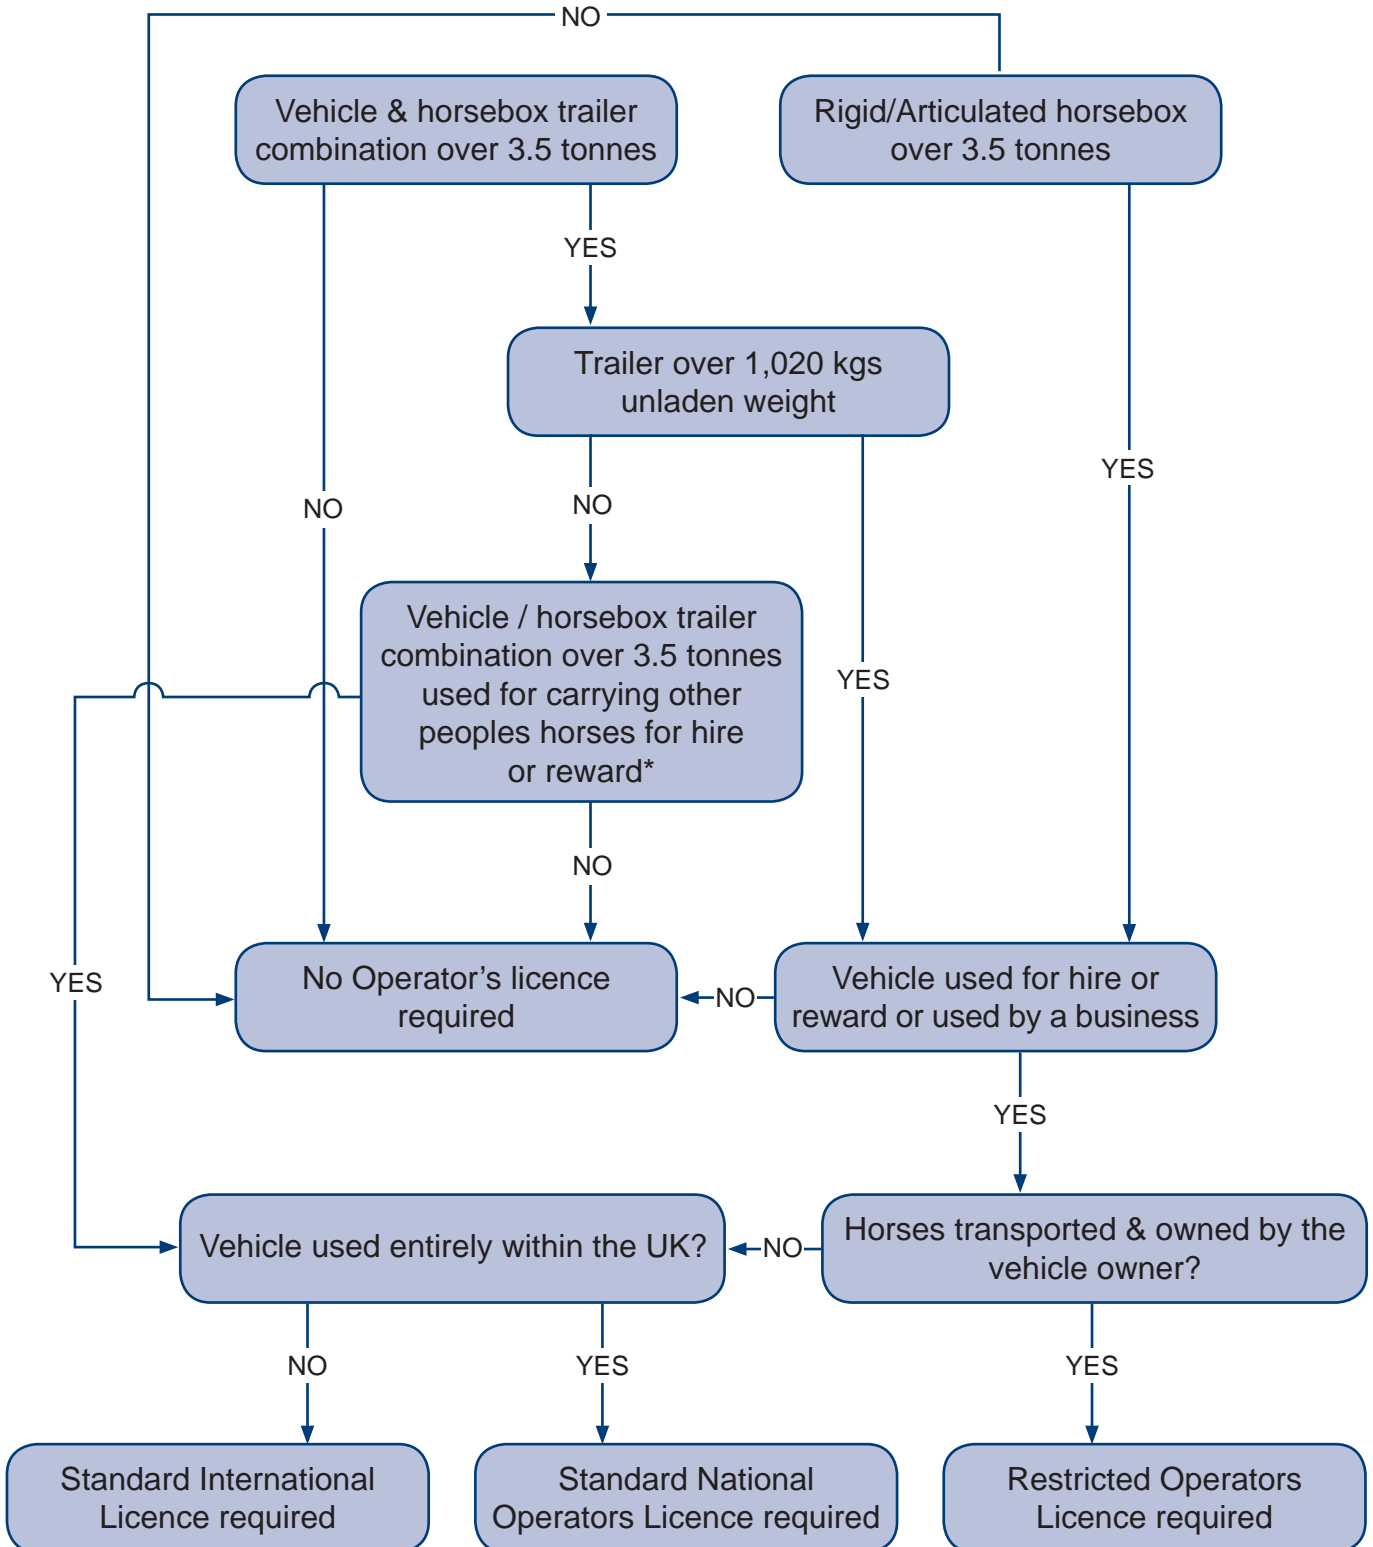 NO
Vehicle & horsebox trailer
combination over 3.5 tonnes
Rigid/Articulated horsebox
over 3.5 tonnes
YES
Trailer over 1,020 kgs
unladen weight
YES
NO
NO
Vehicle / horsebox trailer
combination over 3.5 tonnes
used for carrying other
peoples horses for hire
or reward*
YES
NO
YES
No Operator’s licence
required
NO
Vehicle used for hire or
reward or used by a business
YES
Vehicle used entirely within the UK?
NO
Horses transported & owned by the
vehicle owner?
NO
YES
YES
Standard International
Licence required
Standard National
Operators Licence required
Restricted Operators
Licence required